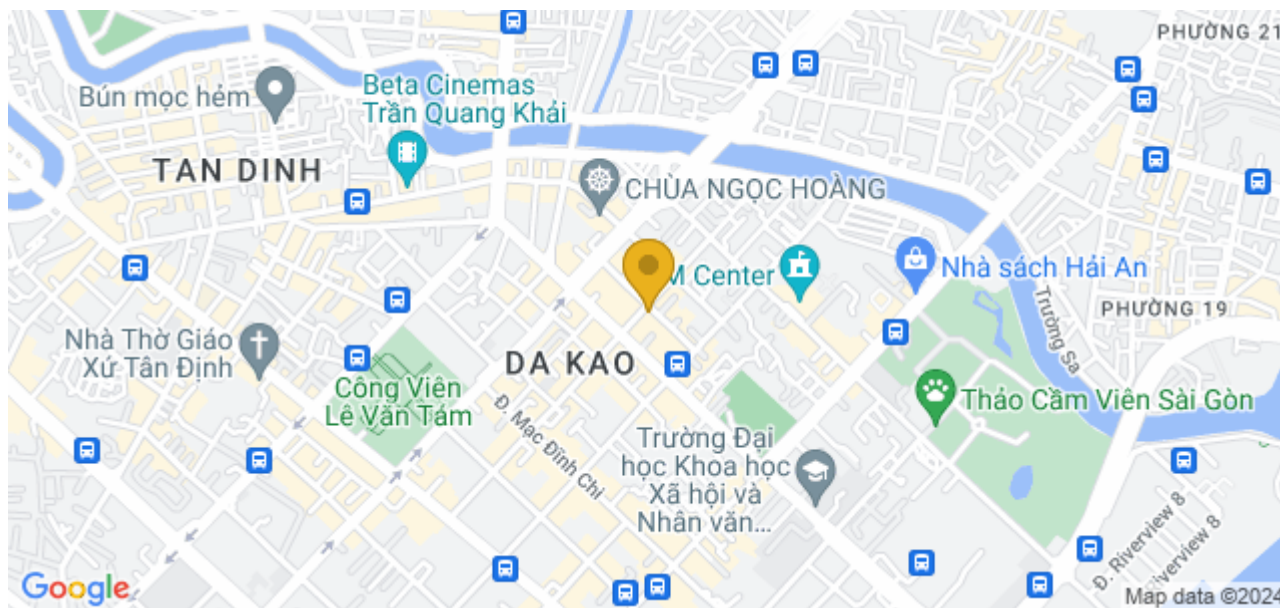 PHƯỜNG 21
Beta Cinemas
Trần Quang Khải
Bún mọc hẻm
TAN DINH
CHÙA NGỌC HOÀNG
M Center
Nhà sách Hải An
Trường Sa
PHƯỜNG 19
Nhà Thờ Giáo
Xứ Tân Định
DA KAO
Công Viên
Lê Văn Tám
Đ. Mạc Đĩnh Chi
Thảo Cầm Viên Sài Gòn
Trường Đại
học Khoa học
Xã hội và
Nhân văn...
Đ. Riverview 8
Riverview 8
Google
Map data ©2024